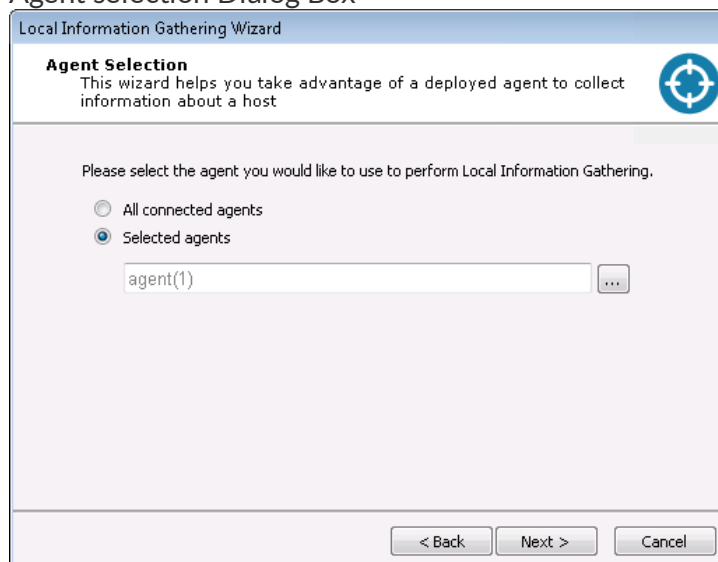 Agent Selection Dialog Box
Local Information Gathering Wizard
Agent Selection
This wizard helps you take advantage of a deployed agent to collect
information about a host
Please select the agent you would like to use to perform Local Information Gathering.
All connected agents
Selected agents
agent(1)
...
< Back
Next >
Cancel